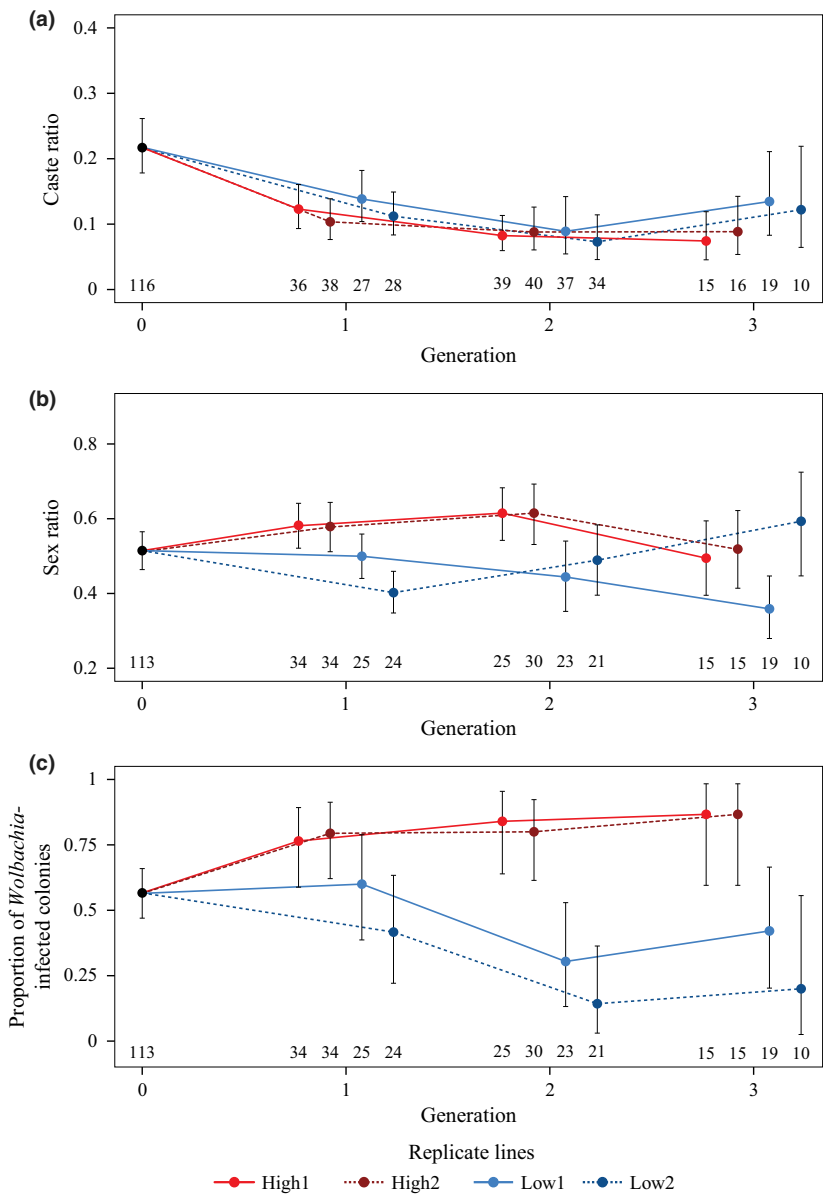 (a)
Caste ratio
0.4
0.3
0.2
0.1
0
116 36 38 27 28 39 40 37 34 15 16 19 10
0 1 2 3
Generation
(b)
Sex ratio
0.8
0.6
0.4
0.2
113 34 34 25 24 25 30 23 21 15 15 19 10
0 1 2 3
Generation
(c)
Proportion of Wolbachia-
infected colonies
1
0.75
0.5
0.25
0
113 34 34 25 24 25 30 23 21 15 15 19 10
0 1 2 3
Generation
Replicate lines
High1 High2 Low1 Low2